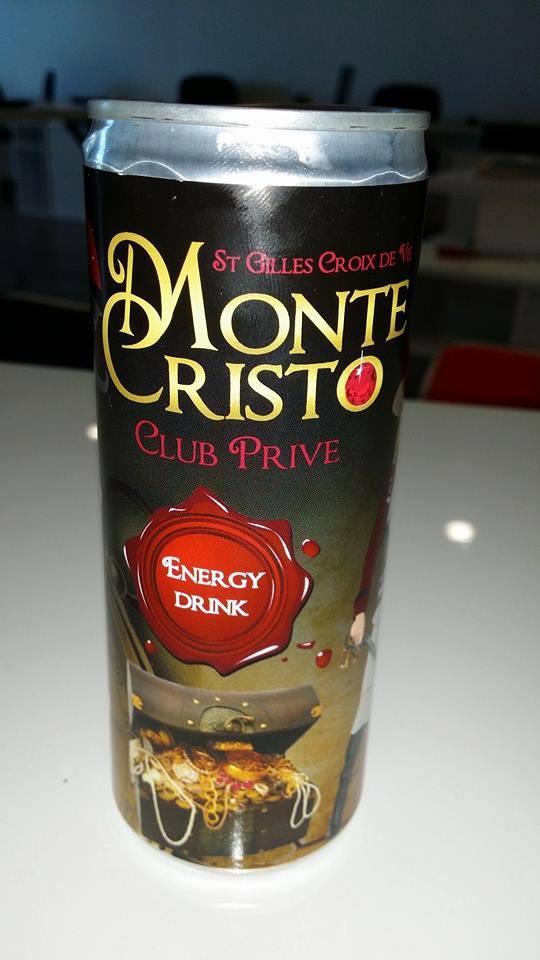 St Gilles Croix de Vie
Monte
Cristo
Club Prive
Energy
drink